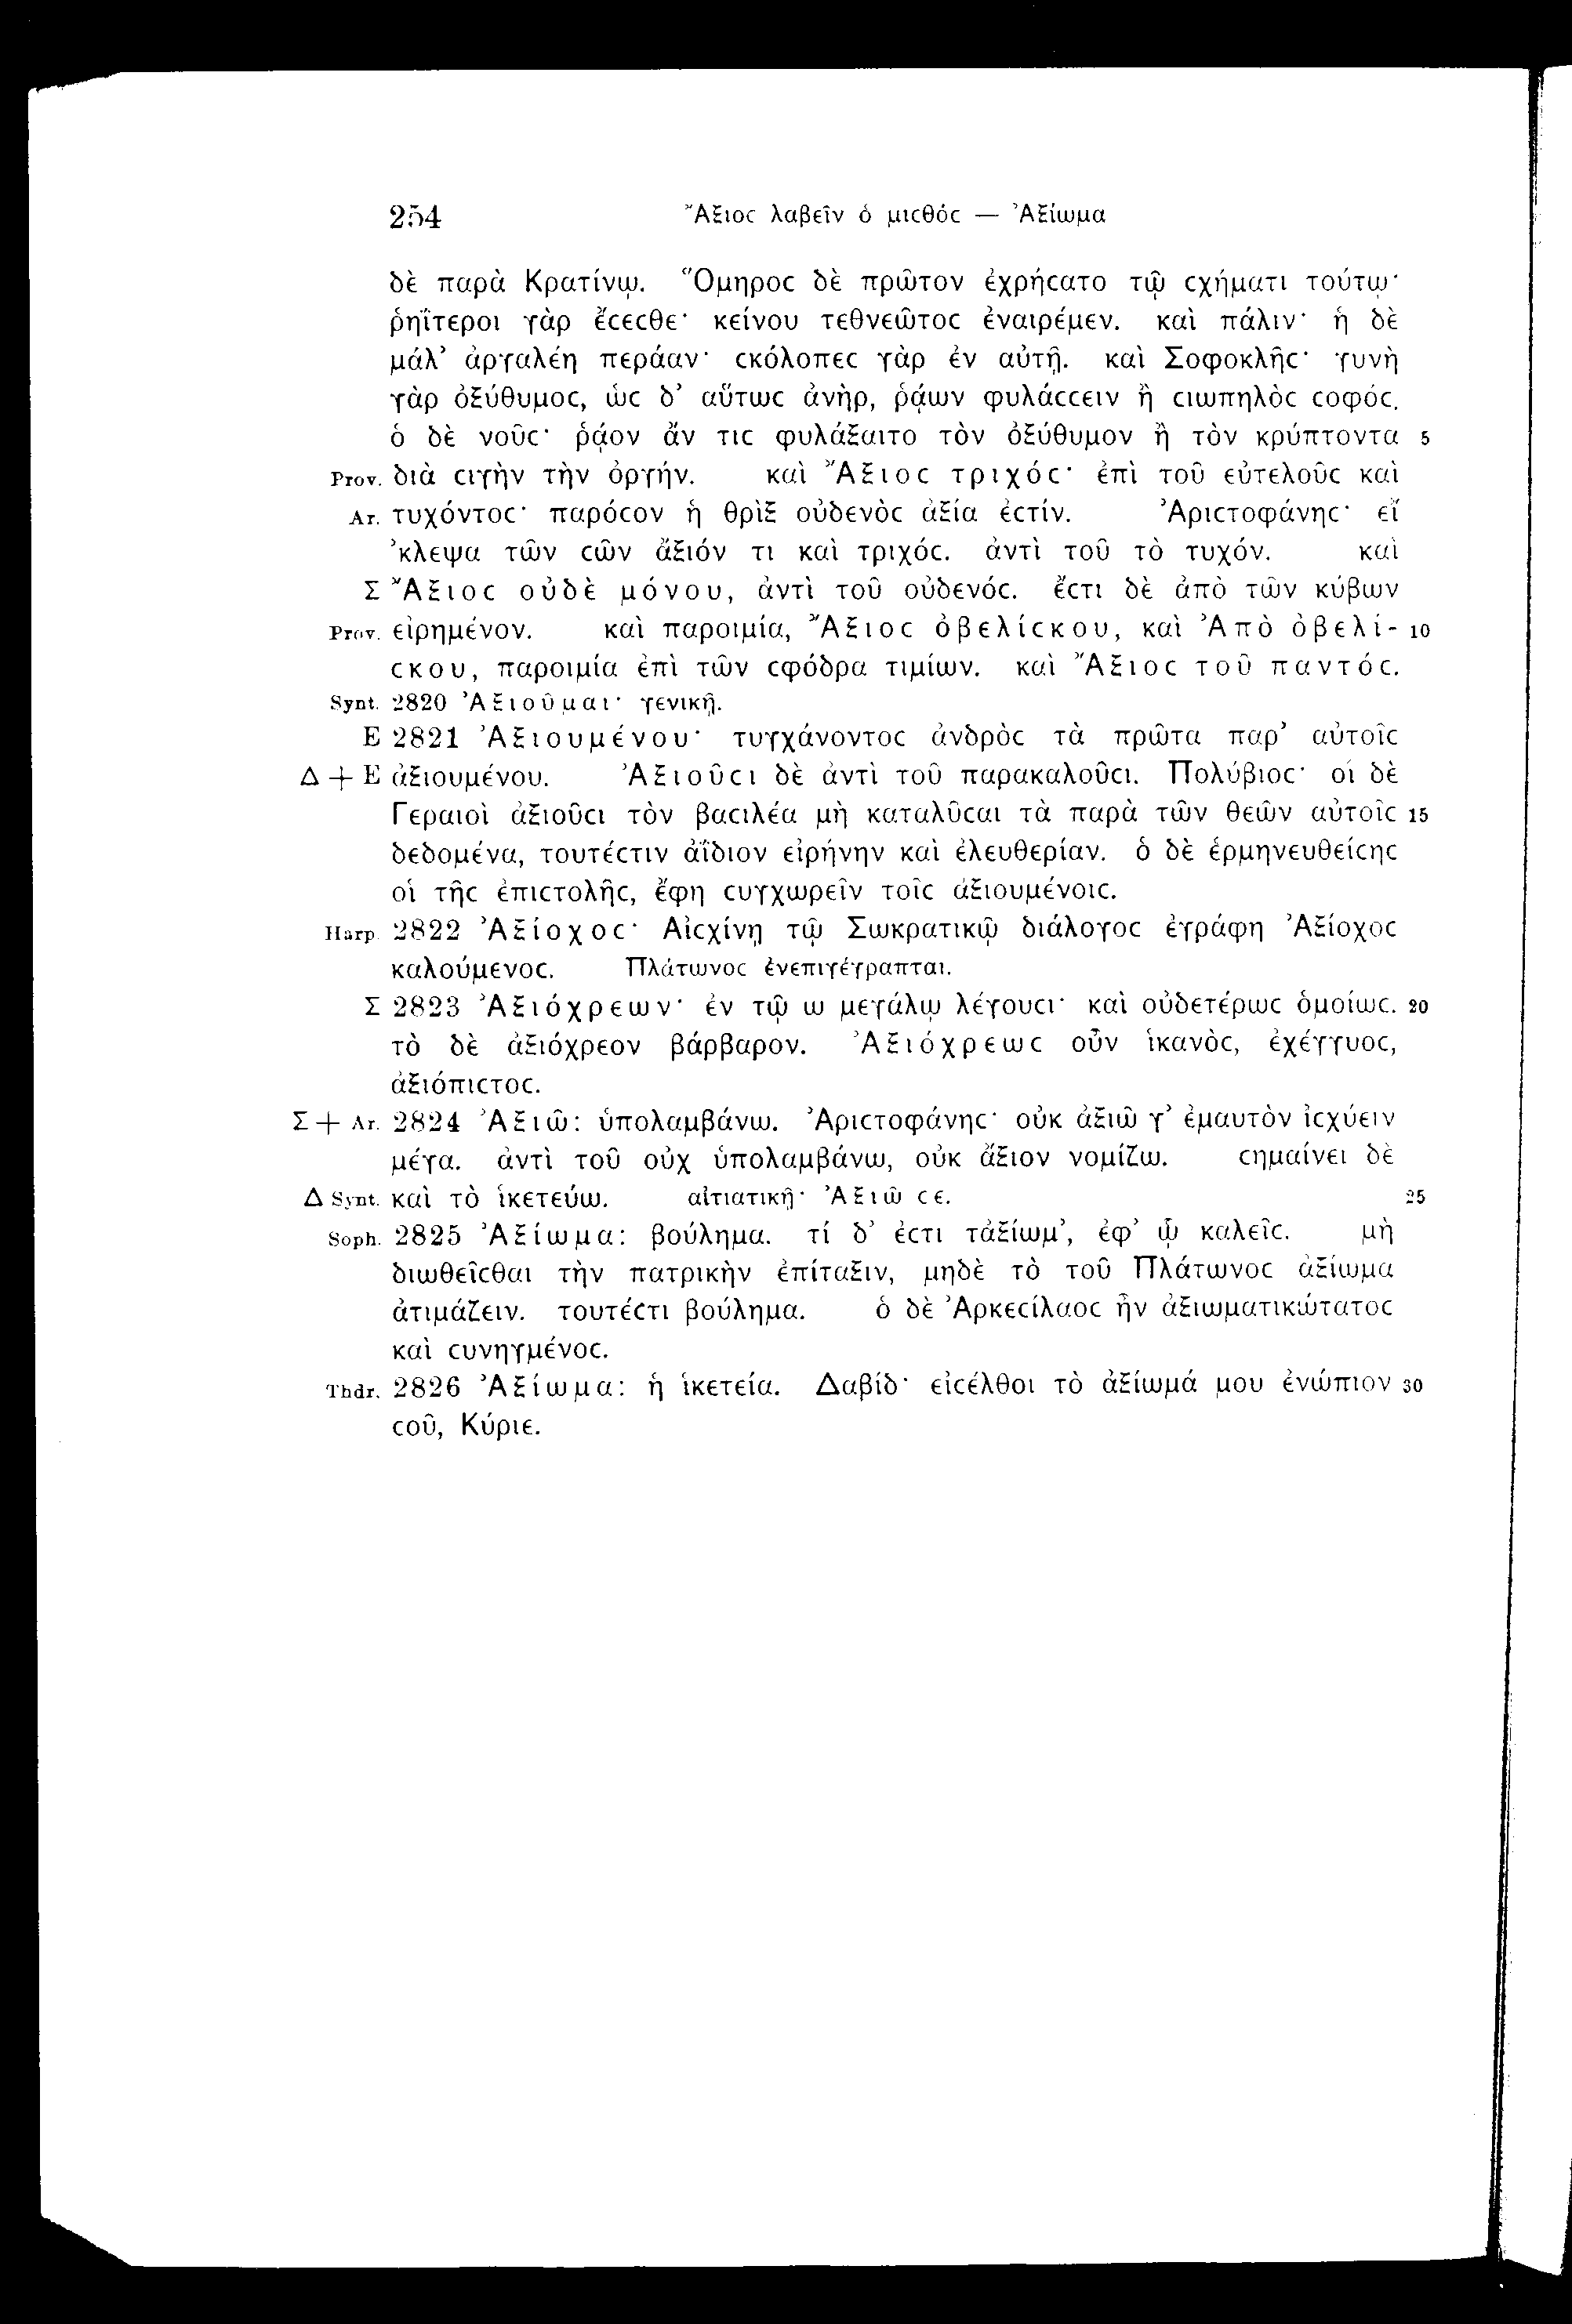 254 Ἄξιοϲ λαβεῖν ὁ μιϲθόϲ — Ἀξίωμα
δὲ παρὰ Κρατίνῳ. Ὅμηροϲ δὲ πρῶτον ἐχρήϲατο τῷ ϲχήματι τούτῳ·
ῥηΐτεροι γὰρ ἔϲεϲθε· κείνου τεθνεῶτοϲ ἐναιρέμεν. καὶ πάλιν· ἡ δὲ
μάλ’ ἀργαλέη περάαν· ϲκόλοπεϲ γὰρ ἐν αὐτῇ. καὶ Σοφοκλῆϲ· γυνὴ
γὰρ ὀξύθυμοϲ, ὡϲ δ’ αὔτωϲ ἀνὴρ, ῥᾴων φυλάϲϲειν ἢ ϲιωπηλὸϲ ϲοφόϲ.
ὁ δὲ νοῦϲ· ῥᾷον ἄν τιϲ φυλάξαιτο τὸν ὀξύθυμον ἢ τὸν κρύπτοντα 5
Prov. διὰ ϲιγὴν τὴν ὀργήν. καὶ Ἄξιοϲ τριχόϲ· ἐπὶ τοῦ εὐτελοῦϲ καὶ
Ar. τυχόντοϲ· παρόϲον ἡ θρὶξ οὐδενὸϲ ἀξία ἐϲτίν. Ἀριϲτοφάνηϲ· εἴ
’κλεψα τῶν ϲῶν ἄξιόν τι καὶ τριχόϲ. ἀντὶ τοῦ τὸ τυχόν. καὶ
Σ Ἄξιοϲ οὐδὲ μόνου, ἀντὶ τοῦ οὐδενόϲ. ἔϲτι δὲ ἀπὸ τῶν κύβων
Prov. εἰρημένον. καὶ παροιμία, Ἄξιοϲ ὀβελίϲκου, καὶ Ἀπὸ ὀβελί- 10
ϲκου, παροιμία ἐπὶ τῶν ϲφόδρα τιμίων. καὶ Ἄξιοϲ τοῦ παντόϲ.
Synt. 2820 Ἀξιοῦμαι· γενικῇ.
E 2821 Ἀξιουμένου· τυγχάνοντοϲ ἀνδρὸϲ τὰ πρῶτα παρ’ αὐτοῖϲ
Δ + E ἀξιουμένου. Ἀξιοῦϲι δὲ ἀντὶ τοῦ παρακαλοῦϲι. Πολύβιοϲ· οἱ δὲ
Γεραιοὶ ἀξιοῦϲι τὸν βαϲιλέα μὴ καταλῦϲαι τὰ παρὰ τῶν θεῶν αὐτοῖϲ 15
δεδομένα, τουτέϲτιν ἀΐδιον εἰρήνην καὶ ἐλευθερίαν. ὁ δὲ ἑρμηνευθείϲηϲ
οἱ τῆϲ ἐπιϲτολῆϲ, ἔφη ϲυγχωρεῖν τοῖϲ ἀξιουμένοιϲ.
Harp. 2822 Ἀξίοχοϲ· Αἰϲχίνῃ τῷ Σωκρατικῷ διάλογοϲ ἐγράφη Ἀξίοχοϲ
καλούμενοϲ. Πλάτωνοϲ ἐνεπιγέγραπται.
Σ 2823 Ἀξιόχρεων· ἐν τῷ ω μεγάλῳ λέγουϲι· καὶ οὐδετέρωϲ ὁμοίωϲ. 20
τὸ δὲ ἀξιόχρεον βάρβαρον. Ἀξιόχρεωϲ οὖν ἱκανὸϲ, ἐχέγγυοϲ,
ἀξιόπιϲτοϲ.
Σ + Ar. 2824 Ἀξιῶ: ὑπολαμβάνω. Ἀριϲτοφάνηϲ· οὐκ ἀξιῶ γ’ ἐμαυτὸν ἰϲχύειν
μέγα. ἀντὶ τοῦ οὐχ ὑπολαμβάνω, οὐκ ἄξιον νομίζω. ϲημαίνει δὲ
Δ Synt. καὶ τὸ ἱκετεύω. αἰτιατικῇ· Ἀξιῶ ϲε. 25
Soph. 2825 Ἀξίωμα: βούλημα. τί δ’ ἐϲτι τἀξίωμ’, ἐφ’ ᾧ καλεῖϲ. μὴ
διωθεῖϲθαι τὴν πατρικὴν ἐπίταξιν, μηδὲ τὸ τοῦ Πλάτωνοϲ ἀξίωμα
ἀτιμάζειν. τουτέϲτι βούλημα. ὁ δὲ Ἀρκεϲίλαοϲ ἦν ἀξιωματικώτατοϲ
καὶ ϲυνηγμένοϲ.
Thdr. 2826 Ἀξίωμα: ἡ ἱκετεία. Δαβίδ· εἰϲέλθοι τὸ ἀξίωμά μου ἐνώπιον 30
ϲοῦ, Κύριε.